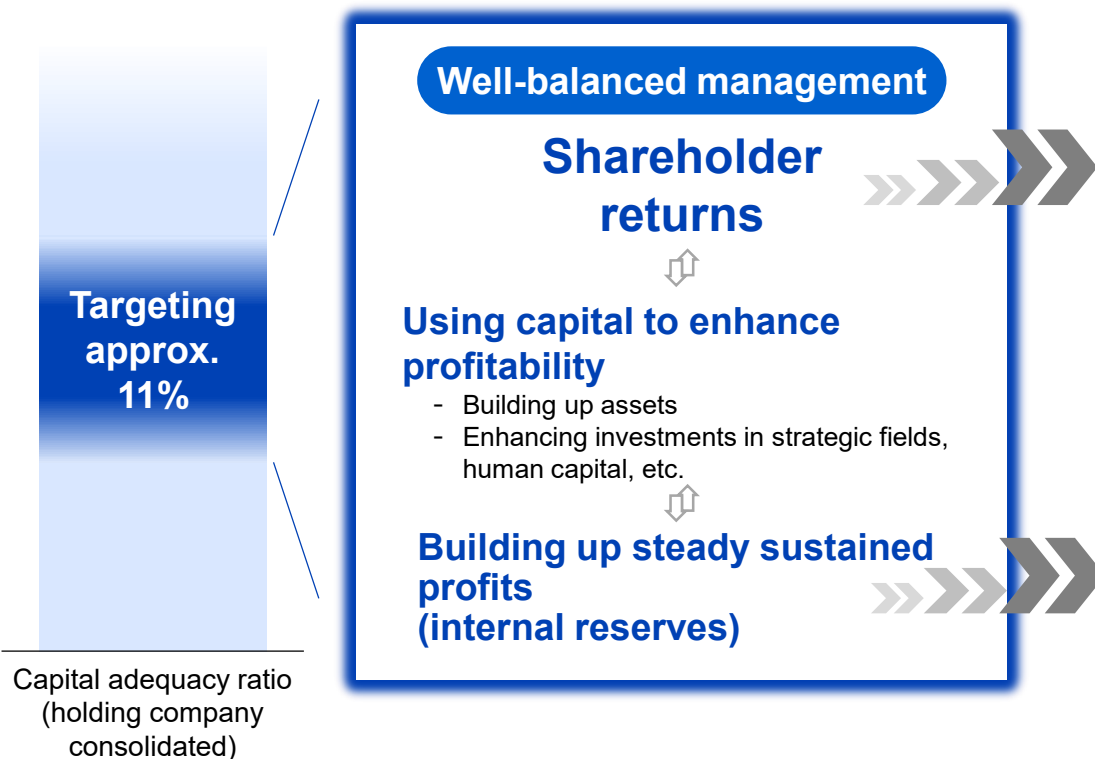 Well-balanced management
Shareholder
returns
Targeting
approx.
11%
Using capital to enhance
profitability
- Building up assets
- Enhancing investments in strategic fields,
human capital, etc.
Building up steady sustained
profits
(internal reserves)
Capital adequacy ratio
(holding company
consolidated)